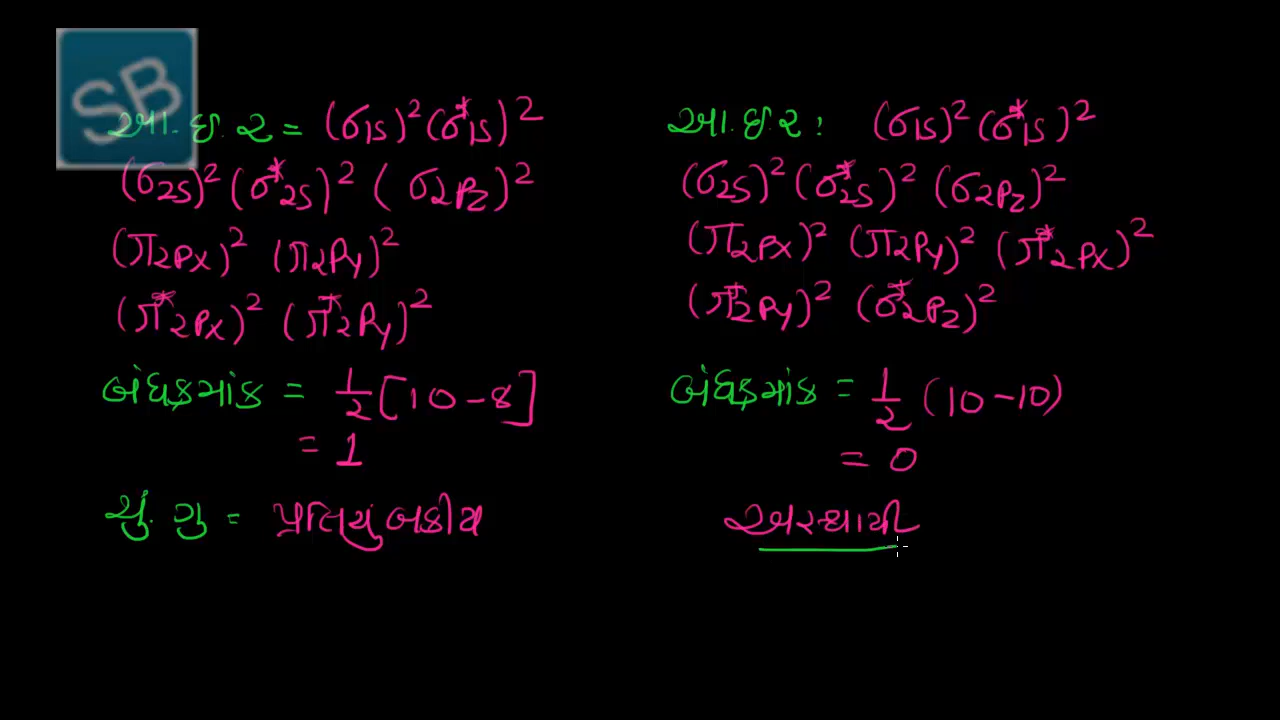 SB
આ.ઇ.ર = (σ1s)² (σ*1s)²
(σ2s)² (σ*2s)² (σ2Pz)²
(π2Px)² (π2Py)²
(π*2Px)² (π*2Py)²
બંધક્રમાંક = 1/2 [10 - 8]
= 1
ચું. ગુ = પ્રતિચુંબકીય
આ.ઇ.ર : (σ1s)² (σ*1s)²
(σ2s)² (σ*2s)² (σ2Pz)²
(π2Px)² (π2Py)² (π*2Px)²
(π*2Py)² (σ*2Pz)²
બંધક્રમાંક = 1/2 (10 - 10)
= 0
અસ્થાયી